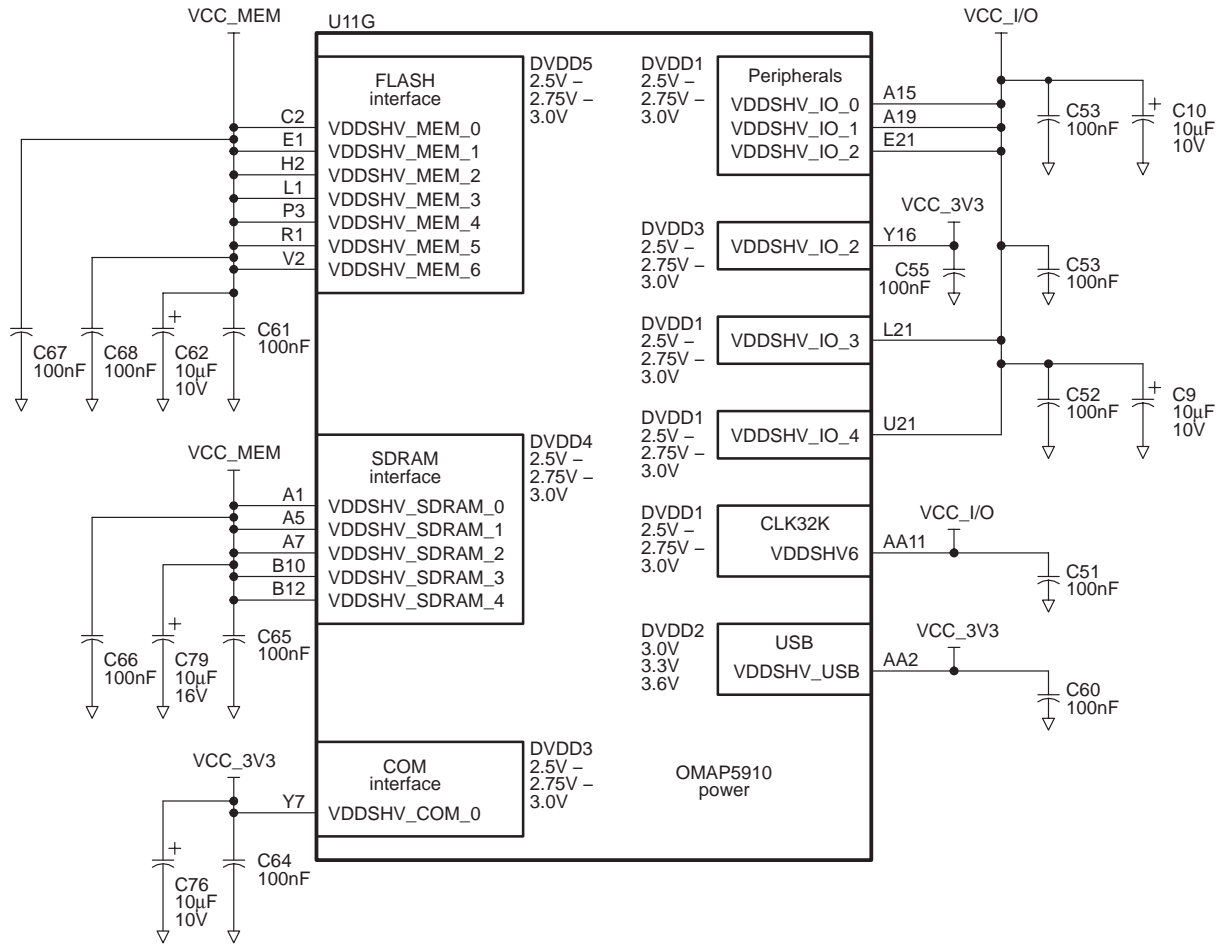 VCC_MEM
U11G
VCC_I/O
FLASH
interface
C2
VDDSHV_MEM_0
E1
VDDSHV_MEM_1
H2
VDDSHV_MEM_2
L1
VDDSHV_MEM_3
P3
VDDSHV_MEM_4
R1
VDDSHV_MEM_5
V2
VDDSHV_MEM_6
DVDD5
2.5V –
2.75V –
3.0V
C67
100nF
C68
100nF
C62
+
10µF
10V
C61
100nF
VCC_MEM
SDRAM
interface
A1
VDDSHV_SDRAM_0
A5
VDDSHV_SDRAM_1
A7
VDDSHV_SDRAM_2
B10
VDDSHV_SDRAM_3
B12
VDDSHV_SDRAM_4
DVDD4
2.5V –
2.75V –
3.0V
C66
100nF
+
C79
10µF
16V
C65
100nF
VCC_3V3
COM
interface
Y7
VDDSHV_COM_0
DVDD3
2.5V –
2.75V –
3.0V
+
C76
10µF
10V
C64
100nF
DVDD1
2.5V –
2.75V –
3.0V
Peripherals
VDDSHV_IO_0
A15
VDDSHV_IO_1
A19
VDDSHV_IO_2
E21
C53
100nF
+
C10
10µF
10V
DVDD3
2.5V –
2.75V –
3.0V
VDDSHV_IO_2
Y16
VCC_3V3
C55
100nF
C53
100nF
DVDD1
2.5V –
2.75V –
3.0V
VDDSHV_IO_3
L21
C52
100nF
+
C9
10µF
10V
DVDD1
2.5V –
2.75V –
3.0V
VDDSHV_IO_4
U21
DVDD1
2.5V –
2.75V –
3.0V
CLK32K
VDDSHV6
AA11
VCC_I/O
C51
100nF
DVDD2
3.0V
3.3V
3.6V
USB
VDDSHV_USB
AA2
VCC_3V3
C60
100nF
OMAP5910
power